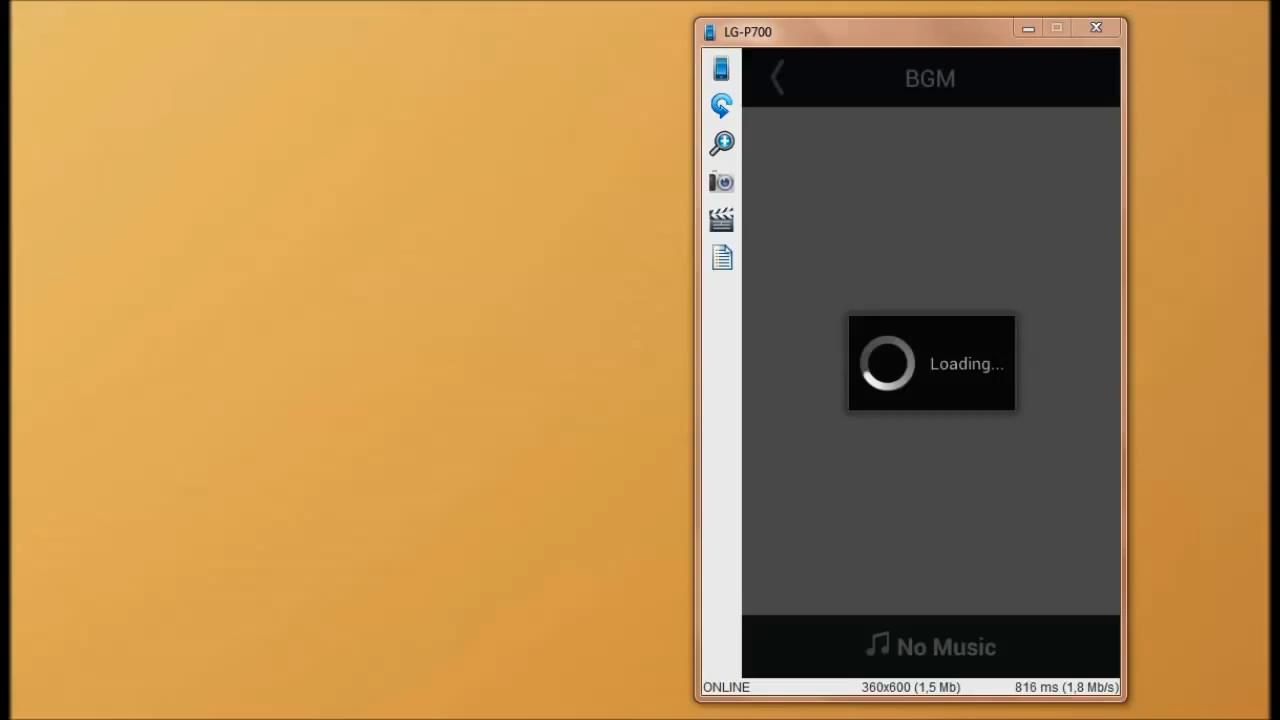 LG-P700
BGM
Loading...
No Music
ONLINE 360x600 (1,5 Mb) 816 ms (1,8 Mb/s)